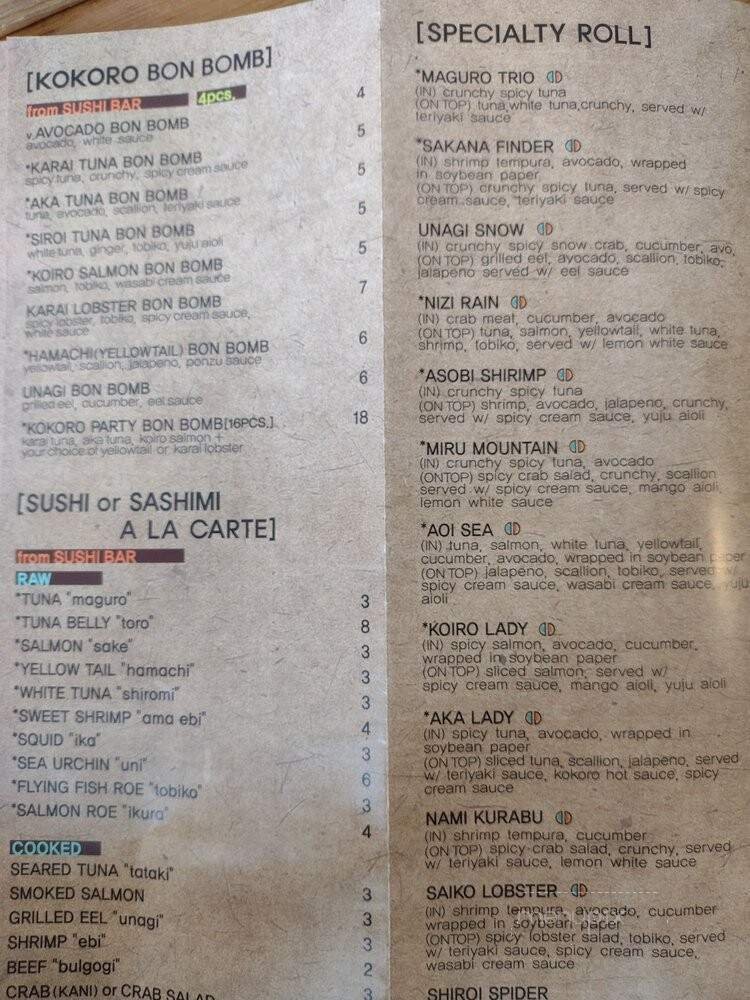 [KOKORO BON BOMB]
from SUSHI BAR 4pcs.
v.AVOCADO BON BOMB 4
avocado, white sauce
*KARAI TUNA BON BOMB 5
spicy tuna, crunchy, spicy cream sauce
*AKA TUNA BON BOMB 5
tuna, avocado, scallion, teriyaki sauce
*SIROI TUNA BON BOMB 5
white tuna, ginger, tobiko, yuju aioli
*KOIRO SALMON BON BOMB 5
salmon, tobiko, wasabi cream sauce
KARAI LOBSTER BON BOMB 7
spicy lobster, tobiko, spicy cream sauce,
white sauce
*HAMACHI(YELLOWTAIL) BON BOMB 6
yellowtail, scallion, jalapeno, ponzu sauce
UNAGI BON BOMB 6
grilled eel, cucumber, eel sauce
*KOKORO PARTY BON BOMB[16PCS.] 18
karai tuna, aka tuna, koiro salmon +
your choice of yellowtail or karai lobster
[SUSHI or SASHIMI
A LA CARTE]
from SUSHI BAR
RAW
*TUNA "maguro" 3
*TUNA BELLY "toro" 8
*SALMON "sake" 3
*YELLOW TAIL "hamachi" 3
*WHITE TUNA "shiromi" 3
*SWEET SHRIMP "ama ebi" 4
*SQUID "ika" 3
*SEA URCHIN "uni" 6
*FLYING FISH ROE "tobiko" 3
*SALMON ROE "ikura" 4
COOKED
SEARED TUNA "tataki" 3
SMOKED SALMON 3
GRILLED EEL "unagi" 3
SHRIMP "ebi" 2
BEEF "bulgogi" 3
CRAB(KANI) or CRAB SALAD
[SPECIALTY ROLL]
*MAGURO TRIO
(IN) crunchy spicy tuna
(ON TOP) tuna,white tuna,crunchy, served w/
teriyaki sauce
*SAKANA FINDER
(IN) shrimp tempura, avocado, wrapped
in soybean paper
(ON TOP) crunchy spicy tuna, served w/ spicy
cream sauce, teriyaki sauce
UNAGI SNOW
(IN) crunchy spicy snow crab, cucumber, avo,
(ON TOP) grilled eel, avocado, scallion, tobiko,
jalapeno served w/ eel sauce
*NIZI RAIN
(IN) crab meat, cucumber, avocado
(ON TOP) tuna, salmon, yellowtail, white tuna,
shrimp, tobiko, served w/ lemon white sauce
*ASOBI SHIRIMP
(IN) crunchy spicy tuna
(ON TOP) shrimp, avocado, jalapeno, crunchy,
served w/ spicy cream sauce, yuju aioli
*MIRU MOUNTAIN
(IN) crunchy spicy tuna, avocado
(ONTOP) spicy crab salad, crunchy, scallion
served w/ spicy cream sauce, mango aioli,
lemon white sauce
*AOI SEA
(IN) tuna, salmon, white tuna, yellowtail,
cucumber, avocado, wrapped in soybean paper
(ON TOP) jalapeno, scallion, tobiko, served w/
spicy cream sauce, wasabi cream sauce, yuju
aioli
*KOIRO LADY
(IN) spicy salmon, avocado, cucumber,
wrapped in soybean paper
(ON TOP) sliced salmon, served w/
spicy cream sauce, mango aioli, yuju aioli
*AKA LADY
(IN) spicy tuna, avocado, wrapped in
soybean paper
(ON TOP) sliced tuna, scallion, jalapeno, served
w/ teriyaki sauce, kokoro hot sauce, spicy
cream sauce
NAMI KURABU
(IN) shrimp tempura, cucumber
(ON TOP) spicy crab salad, crunchy, served
w/ teriyaki sauce, lemon white sauce
SAIKO LOBSTER
(IN) shrimp tempura, avocado, cucumber
wrapped in soybean paper
(ONTOP) spicy lobster salad, tobiko, served
w/ teriyaki sauce, spicy cream sauce,
wasabi cream sauce
SHIROI SPIDER